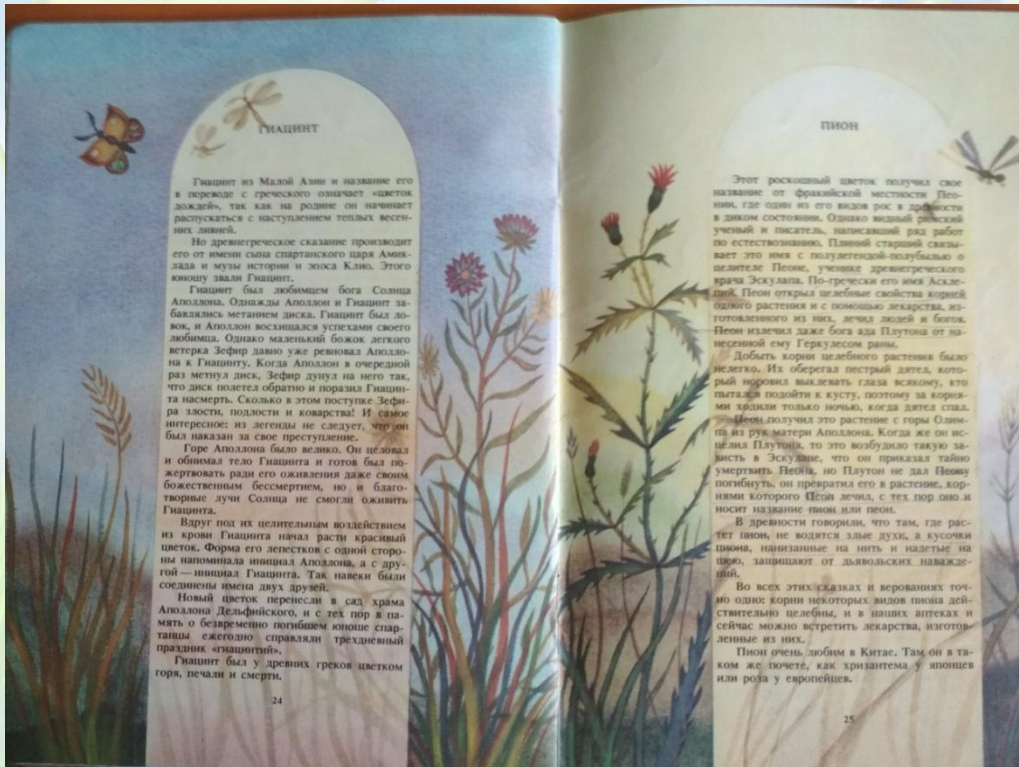 ГИАЦИНТ
Гиацинт из Малой Азии и название его
в переводе с греческого означает «цветок
дождей», так как на родине он начинает
распускаться с наступлением теплых весен-
них ливней.
Но древнегреческое сказание производит
его от имени сына спартанского царя Амик-
лада и музы истории и эпоса Клио. Этого
юношу звали Гиацинт.
Гиацинт был любимцем бога Солнца
Аполлона. Однажды Аполлон и Гиацинт за-
бавлялись метанием диска. Гиацинт был ло-
вок, и Аполлон восхищался успехами своего
любимца. Однако маленький божок легкого
ветерка Зефир давно уже ревновал Аполло-
на к Гиацинту. Когда Аполлон в очередной
раз метнул диск, Зефир дунул на него так,
что диск полетел обратно и поразил Гиацин-
та насмерть. Сколько в этом поступке Зефи-
ра злости, подлости и коварства! И самое
интересное: из легенды не следует, что он
был наказан за свое преступление.
Горе Аполлона было велико. Он целовал
и обнимал тело Гиацинта и готов был по-
жертвовать ради его оживления даже своим
божественным бессмертием, но и благо-
творные лучи Солнца не смогли оживить
Гиацинта.
Вдруг под их целительным воздействием
из крови Гиацинта начал расти красивый
цветок. Форма его лепестков с одной сторо-
ны напоминала инициал Аполлона, а с дру-
гой — инициал Гиацинта. Так навеки были
соединены имена двух друзей.
Новый цветок перенесли в сад храма
Аполлона Дельфийского, и с тех пор в па-
мять о безвременно погибшем юноше спар-
танцы ежегодно справляли трехдневный
праздник «гиацинтий».
Гиацинт был у древних греков цветком
горя, печали и смерти.
24
ПИОН
Этот роскошный цветок получил свое
название от фракийской местности Пео-
нии, где один из его видов рос в древности
в диком состоянии. Однако видный римский
ученый и писатель, написавший ряд работ
по естествознанию, Плиний старший связы-
вает это имя с полулегендой-полубылью о
целителе Пеоне, ученике древнегреческого
врача Эскулапа. По-гречески его имя Аскле-
пий. Пеон открыл целебные свойства корней
одного растения и с помощью лекарства, из-
готовленного из них, лечил людей и богов.
Пеон излечил даже бога ада Плутона от на-
несенной ему Геркулесом раны.
Добыть корни целебного растения было
нелегко. Их оберегал пестрый дятел, кото-
рый норовил выклевать глаза всякому, кто
пытался подойти к кусту, поэтому за корня-
ми ходили только ночью, когда дятел спал.
Пеон получил это растение с горы Олим-
па из рук матери Аполлона. Когда же он ис-
целил Плутона, то это возбудило такую за-
висть в Эскулапе, что он приказал тайно
умертвить Пеона, но Плутон не дал Пеону
погибнуть, он превратил его в растение, кор-
нями которого Пеон лечил, с тех пор оно и
носит название пион или пеон.
В древности говорили, что там, где рас-
тет пион, не водятся злые духи, а кусочки
пиона, нанизанные на нить и надетые на
шею, защищают от дьявольских наважде-
ний.
Во всех этих сказках и верованиях точ-
но одно: корни некоторых видов пиона дей-
ствительно целебны, и в наших аптеках и
сейчас можно встретить лекарства, изготов-
ленные из них.
Пион очень любим в Китае. Там он в та-
ком же почете, как хризантема у японцев
или роза у европейцев.
25